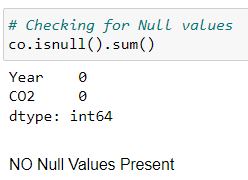 # Checking for Null values
co.isnull().sum()
Year    0
CO2     0
dtype: int64
NO Null Values Present